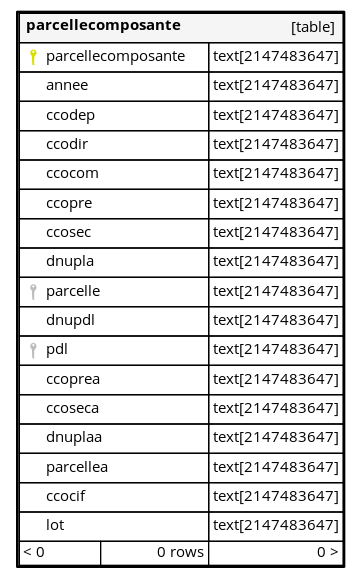 parcellecomposante [table]
parcellecomposante text[2147483647]
annee text[2147483647]
ccodep text[2147483647]
ccodir text[2147483647]
ccocom text[2147483647]
ccopre text[2147483647]
ccosec text[2147483647]
dnupla text[2147483647]
parcelle text[2147483647]
dnupdl text[2147483647]
pdl text[2147483647]
ccoprea text[2147483647]
ccoseca text[2147483647]
dnuplaa text[2147483647]
parcellea text[2147483647]
ccocif text[2147483647]
lot text[2147483647]
< 0 0 rows 0 >